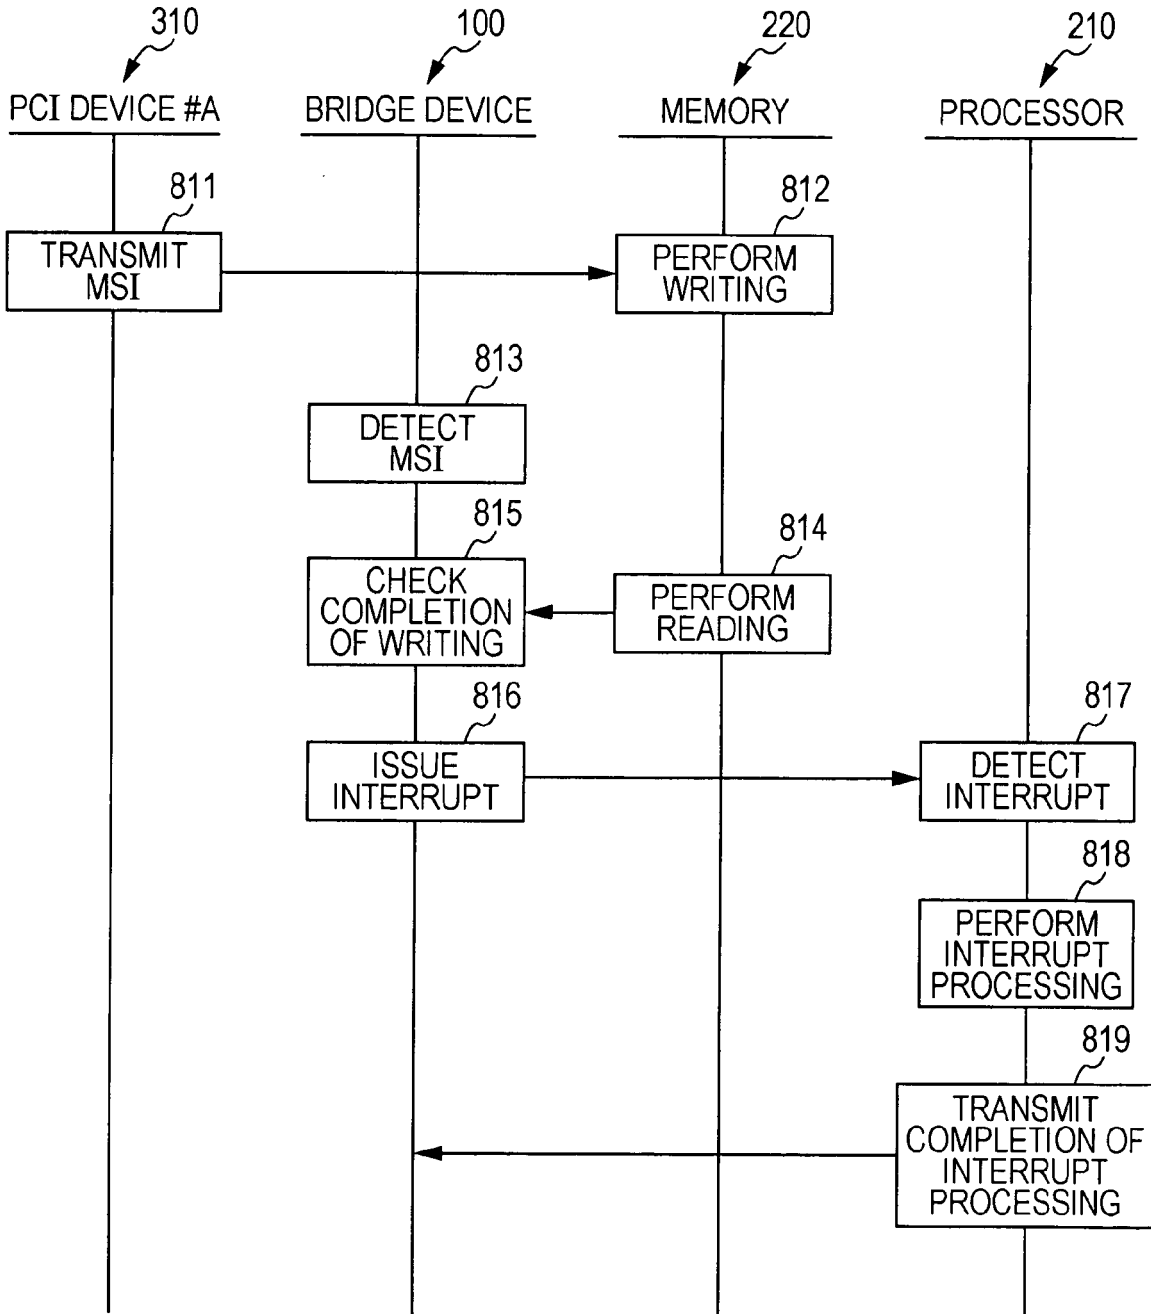 310
100
220
210
PCI DEVICE #A
BRIDGE DEVICE
MEMORY
PROCESSOR
811
812
TRANSMIT
MSI
PERFORM
WRITING
813
DETECT
MSI
815
814
CHECK
COMPLETION
OF WRITING
PERFORM
READING
816
817
ISSUE
INTERRUPT
DETECT
INTERRUPT
818
PERFORM
INTERRUPT
PROCESSING
819
TRANSMIT
COMPLETION OF
INTERRUPT
PROCESSING